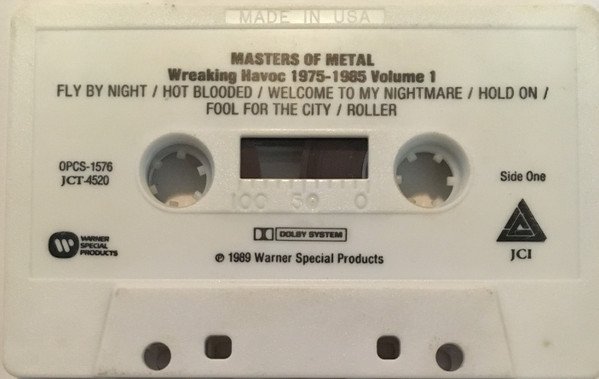 MADE IN USA
MASTERS OF METAL
Wreaking Havoc 1975-1985 Volume 1
FLY BY NIGHT / HOT BLOODED / WELCOME TO MY NIGHTMARE / HOLD ON /
FOOL FOR THE CITY / ROLLER
OPCS-1576
JCT-4520
Side One
100 50 0
WARNER
SPECIAL
PRODUCTS
DOLBY SYSTEM
℗ 1989 Warner Special Products
JCI